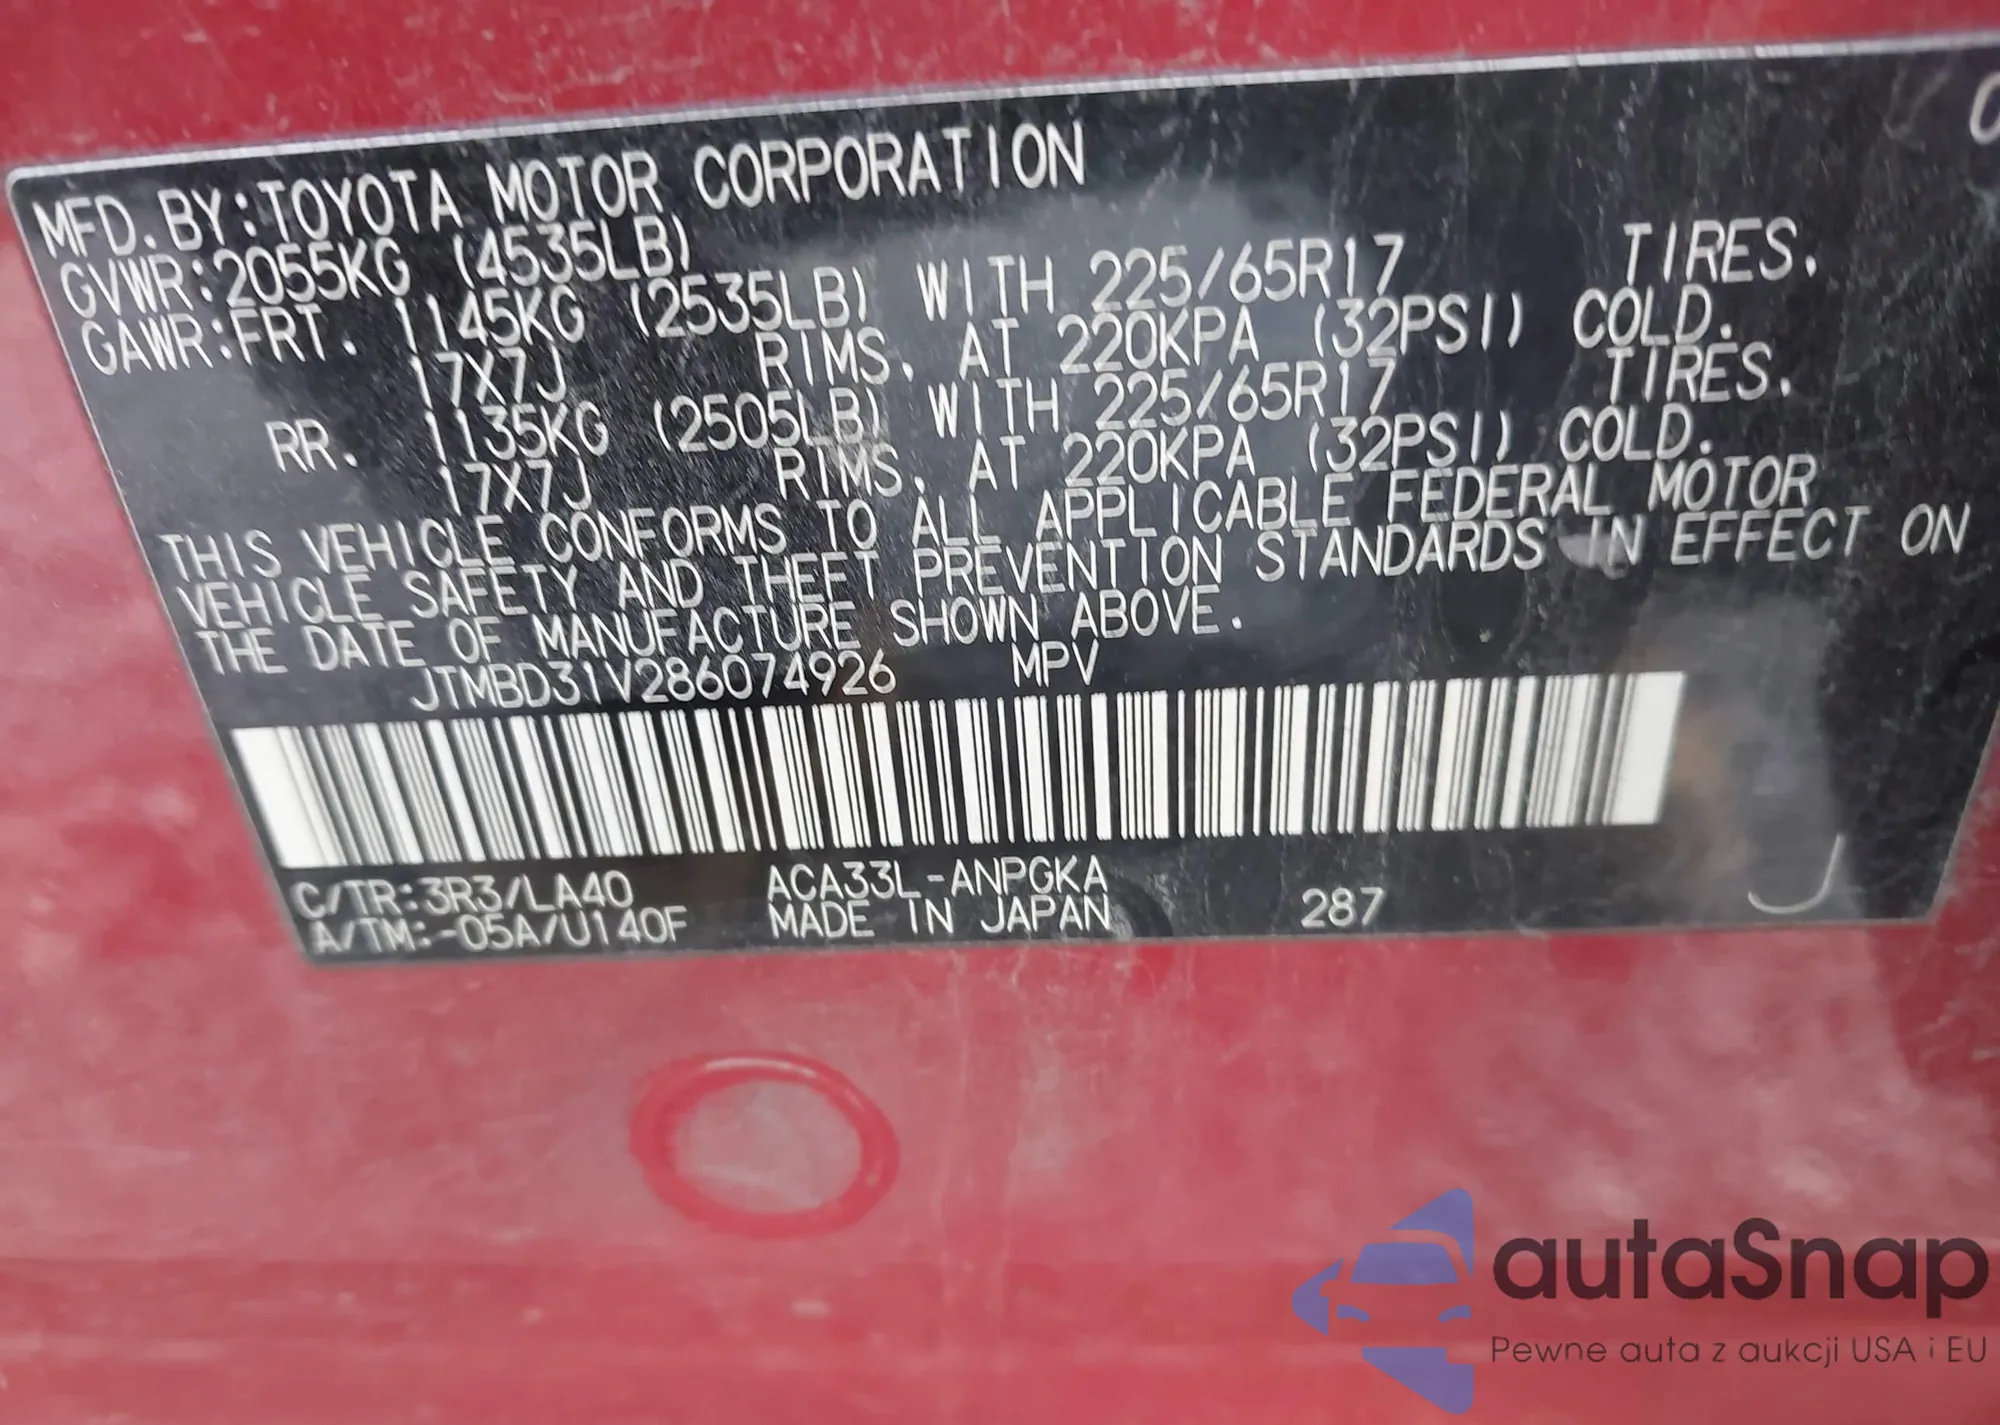 0
MFD. BY:TOYOTA MOTOR CORPORATION
GVWR:2055KG (4535LB)
GAWR:FRT. 1145KG (2535LB) WITH 225/65R17 TIRES.
17X7J RIMS, AT 220KPA (32PSI) COLD.
RR. 1135KG (2505LB) WITH 225/65R17 TIRES.
17X7J RIMS, AT 220KPA (32PSI) COLD.
THIS VEHICLE CONFORMS TO ALL APPLICABLE FEDERAL MOTOR
VEHICLE SAFETY AND THEFT PREVENTION STANDARDS IN EFFECT ON
THE DATE OF MANUFACTURE SHOWN ABOVE.
JTMBD31V286074926 MPV
C/TR:3R3/LA40 ACA33L-ANPGKA
A/TM:-05A/U140F MADE IN JAPAN 287 J
autaSnap
Pewne auta z aukcji USA i EU